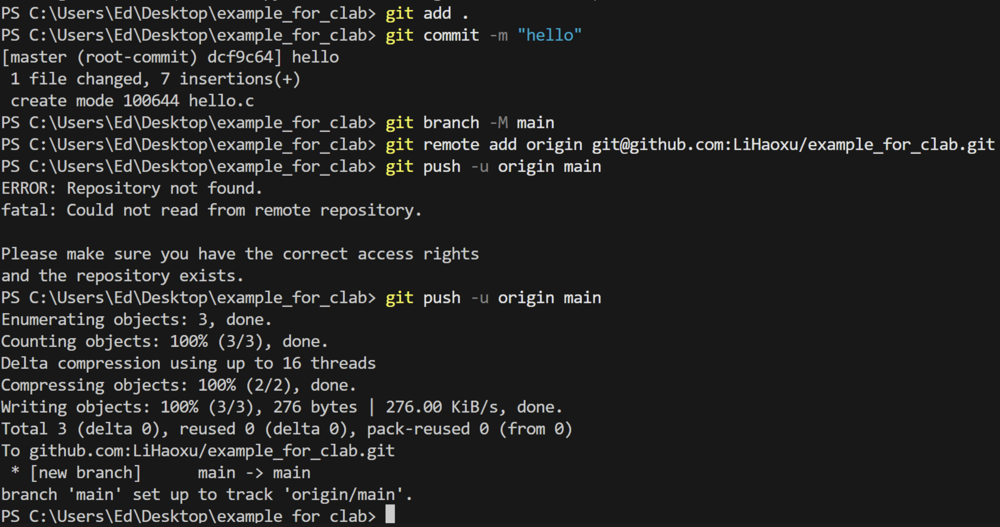 PS C:\Users\Ed\Desktop\example_for_clab> git add .
PS C:\Users\Ed\Desktop\example_for_clab> git commit -m "hello"
[master (root-commit) dcf9c64] hello
 1 file changed, 7 insertions(+)
 create mode 100644 hello.c
PS C:\Users\Ed\Desktop\example_for_clab> git branch -M main
PS C:\Users\Ed\Desktop\example_for_clab> git remote add origin git@github.com:LiHaoxu/example_for_clab.git
PS C:\Users\Ed\Desktop\example_for_clab> git push -u origin main
ERROR: Repository not found.
fatal: Could not read from remote repository.

Please make sure you have the correct access rights
and the repository exists.
PS C:\Users\Ed\Desktop\example_for_clab> git push -u origin main
Enumerating objects: 3, done.
Counting objects: 100% (3/3), done.
Delta compression using up to 16 threads
Compressing objects: 100% (2/2), done.
Writing objects: 100% (3/3), 276 bytes | 276.00 KiB/s, done.
Total 3 (delta 0), reused 0 (delta 0), pack-reused 0 (from 0)
To github.com:LiHaoxu/example_for_clab.git
 * [new branch]      main -> main
branch 'main' set up to track 'origin/main'.
PS C:\Users\Ed\Desktop\example_for_clab>